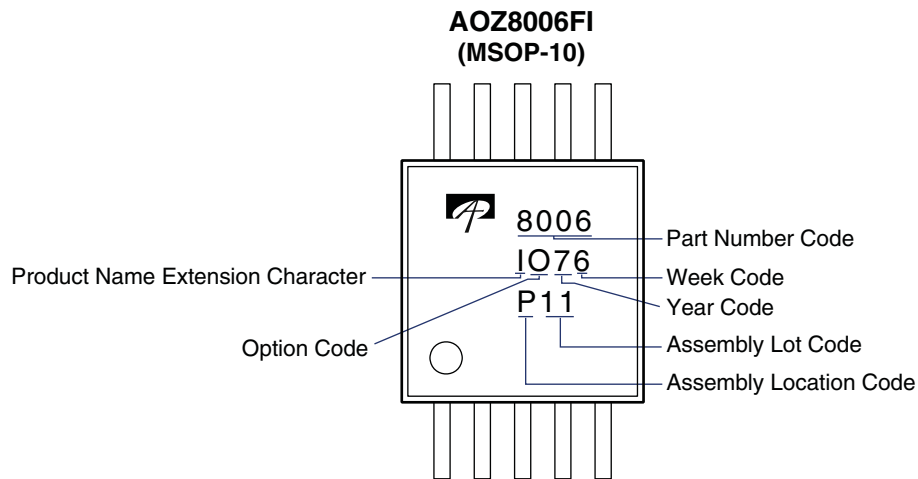 AOZ8006FI
(MSOP-10)
8006
Part Number Code
Product Name Extension Character
IO76
Week Code
Year Code
Option Code
P11
Assembly Lot Code
Assembly Location Code